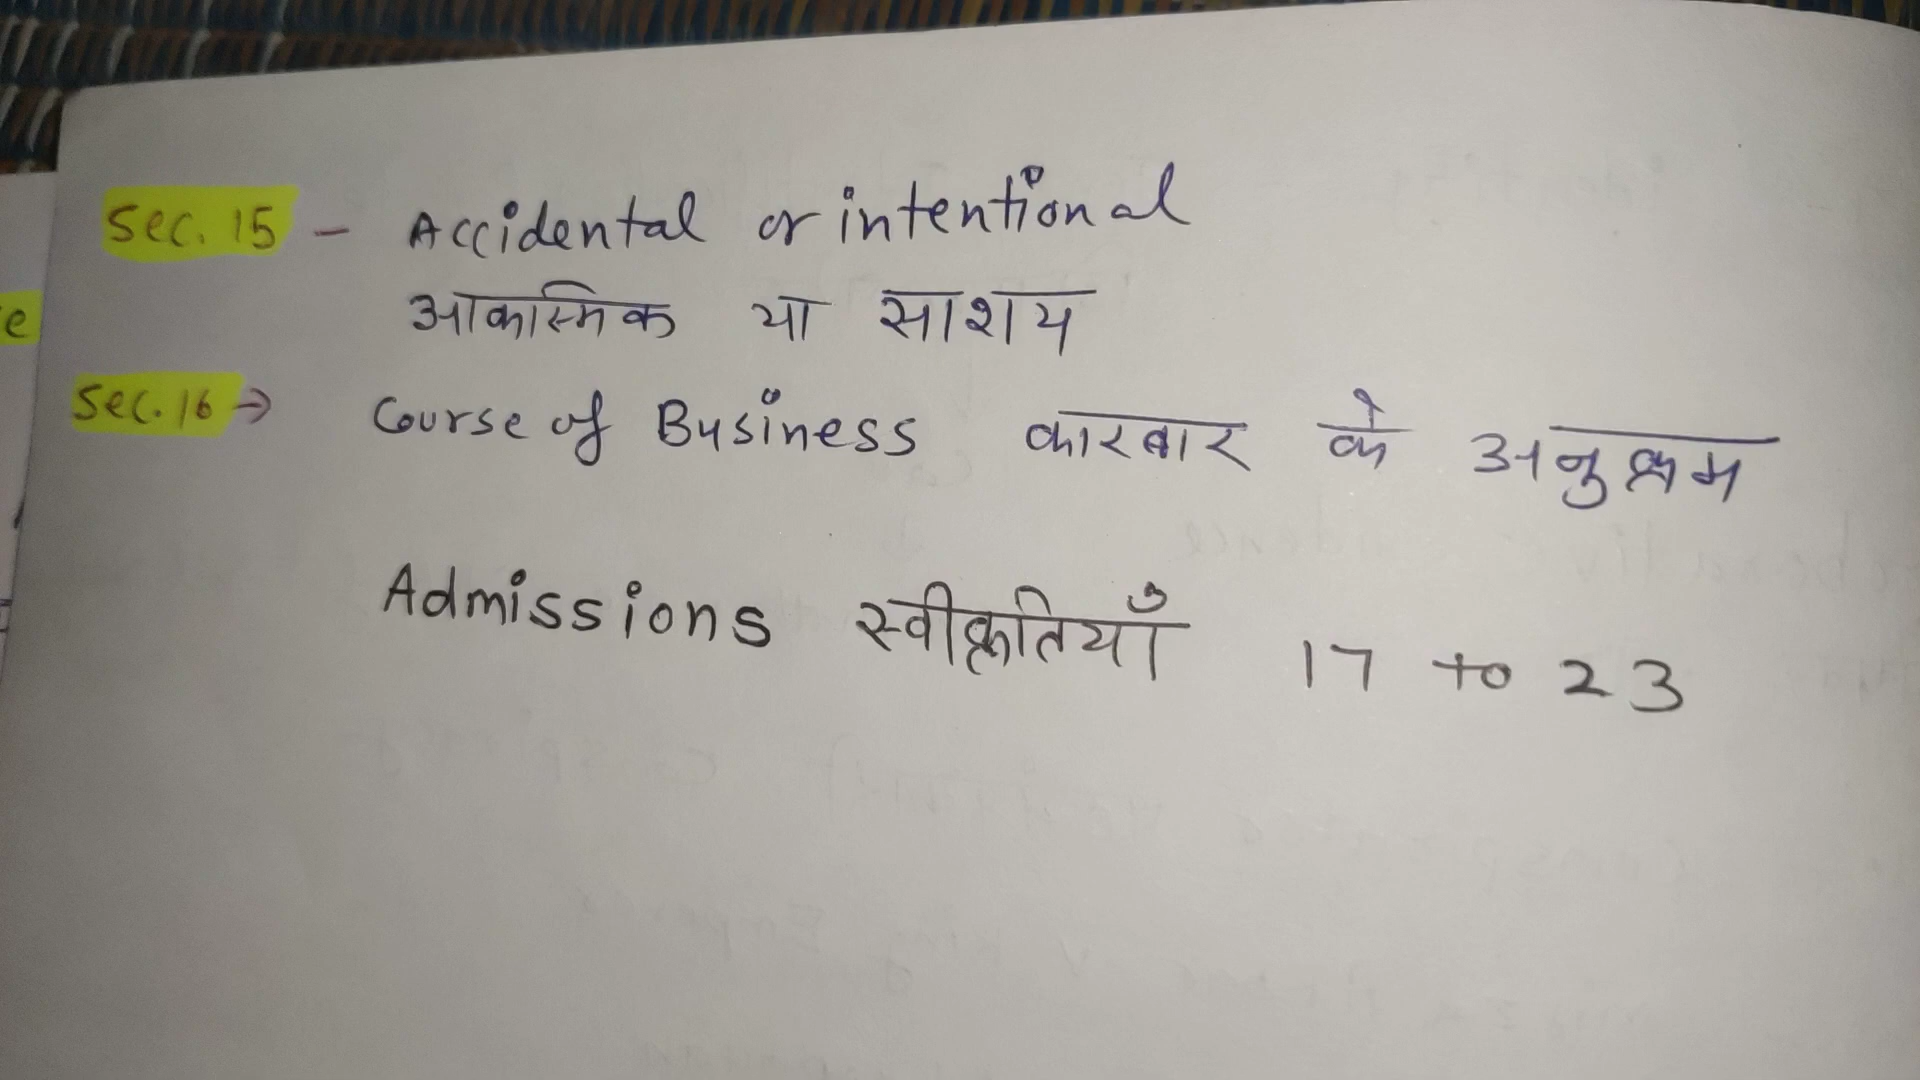 Sec. 15 - Accidental or intentional
आकस्मिक या साशय
Sec. 16 → Course of Business कारबार के अनुक्रम
Admissions स्वीकृतियाँ 17 to 23
e